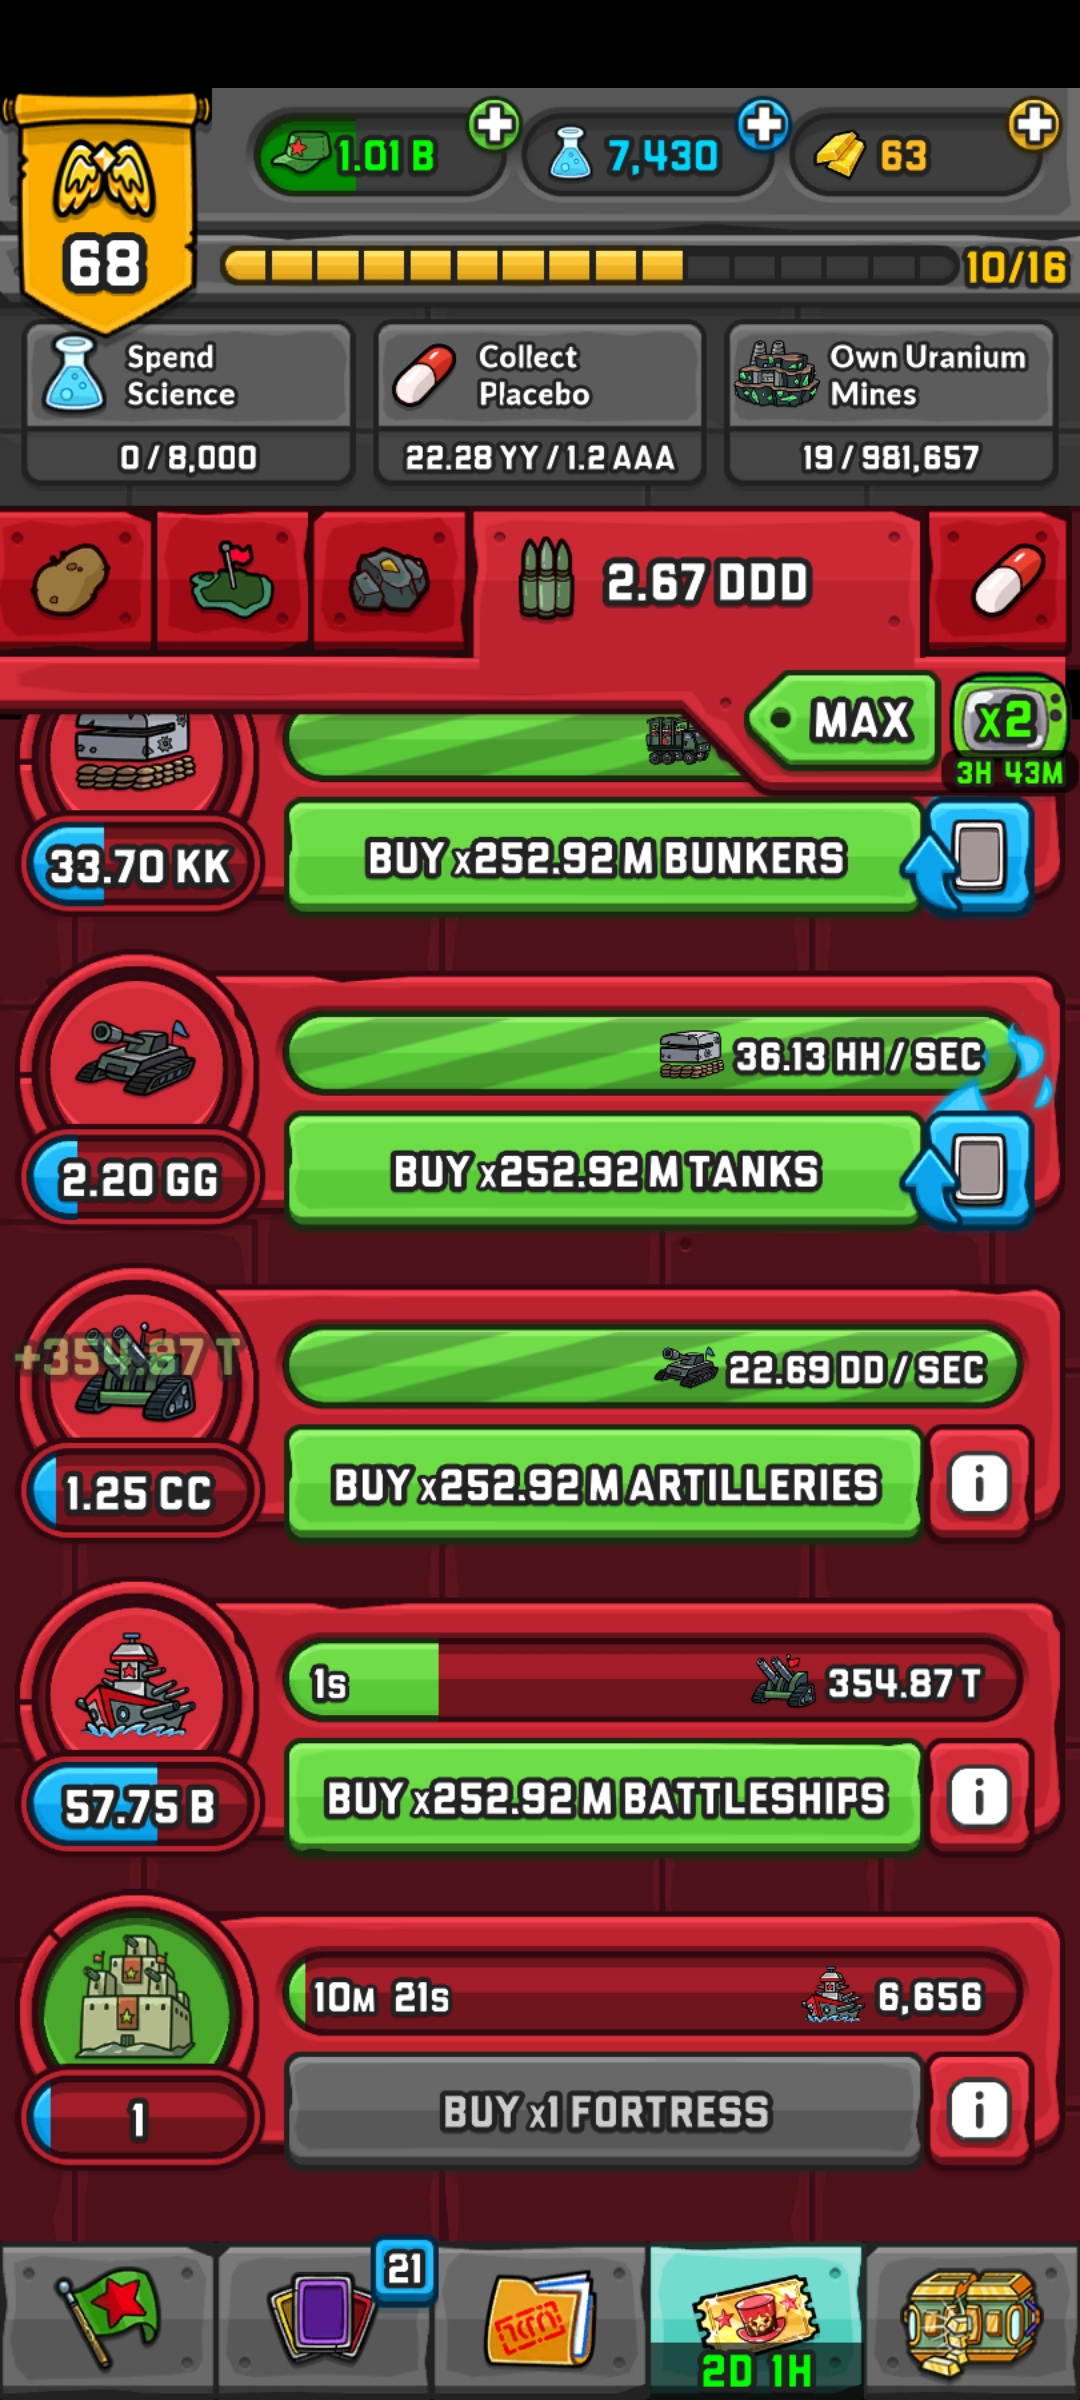 1.01 B
7,430
63
68
10/16
Spend
Science
0 / 8,000
Collect
Placebo
22.28 YY / 1.2 AAA
Own Uranium
Mines
19 / 981,657
2.67 DDD
MAX
x2
3H 43M
33.70 KK
BUY x252.92 M BUNKERS
36.13 HH / SEC
2.20 GG
BUY x252.92 M TANKS
+354.87 T
22.69 DD / SEC
1.25 CC
BUY x252.92 M ARTILLERIES
i
1s
354.87 T
57.75 B
BUY x252.92 M BATTLESHIPS
i
10M 21s
6,656
1
BUY x1 FORTRESS
i
21
2D 1H